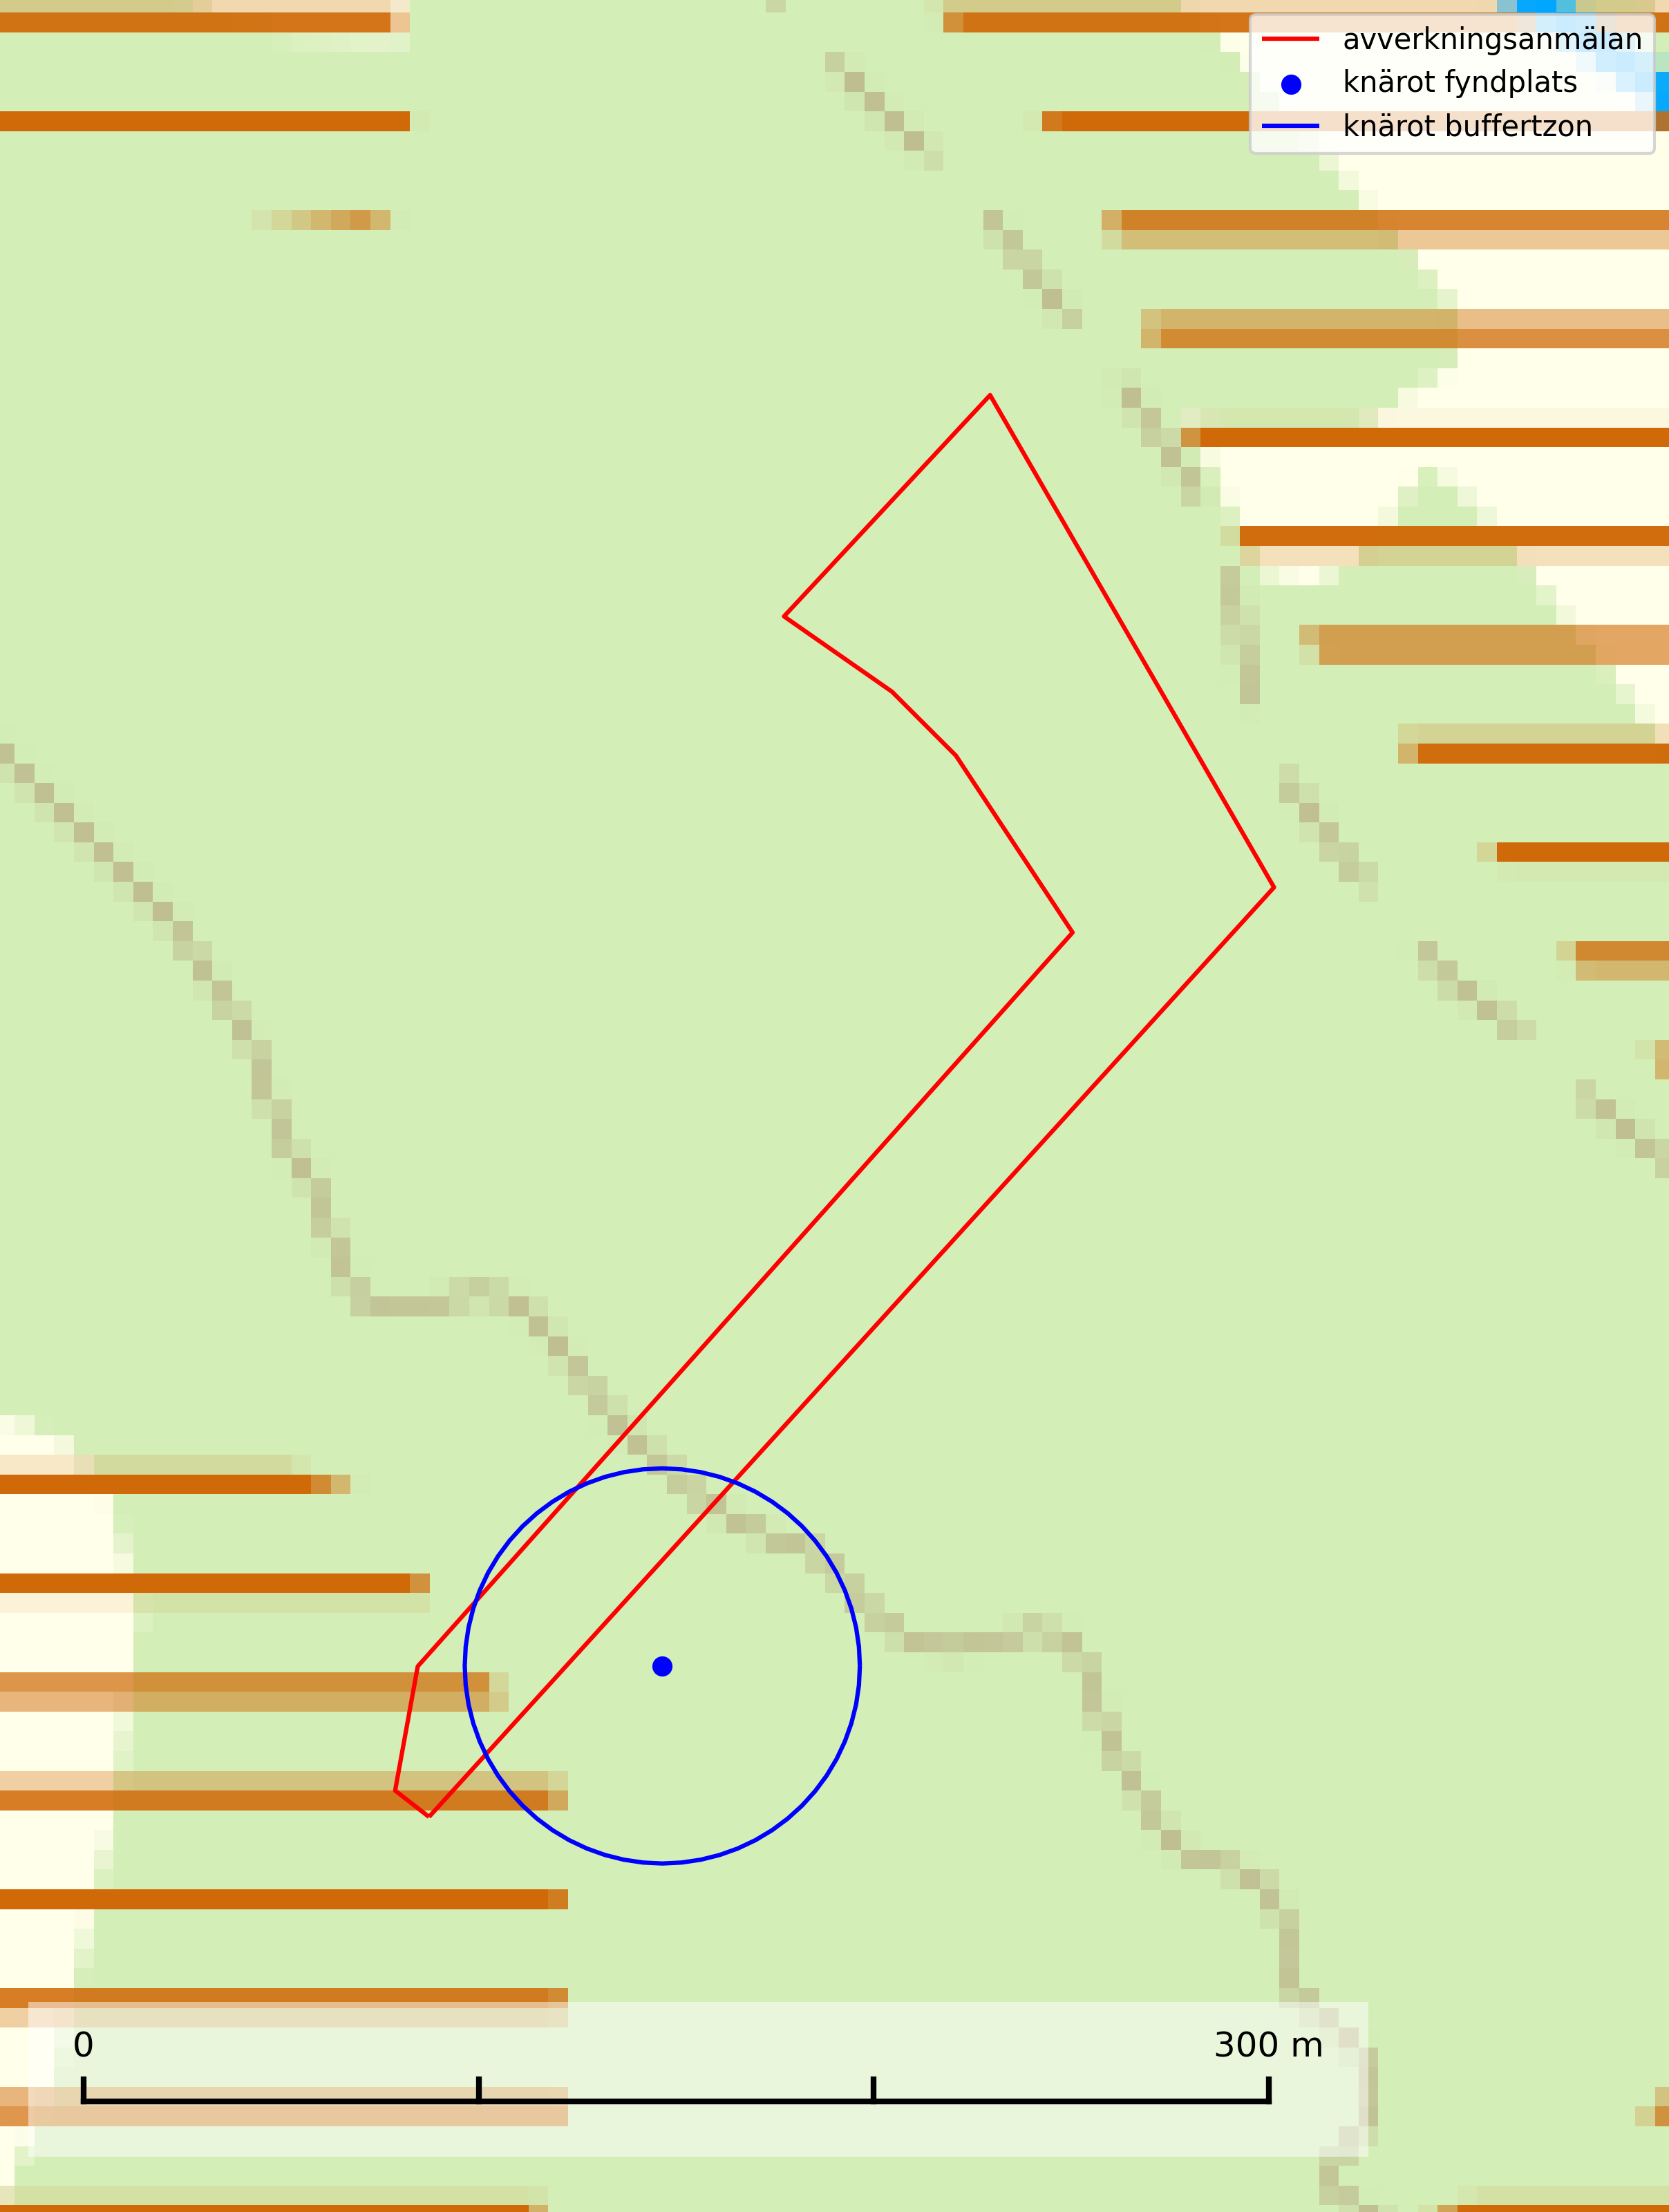 avverkningsanmälan
knärot fyndplats
knärot buffertzon
0
300 m